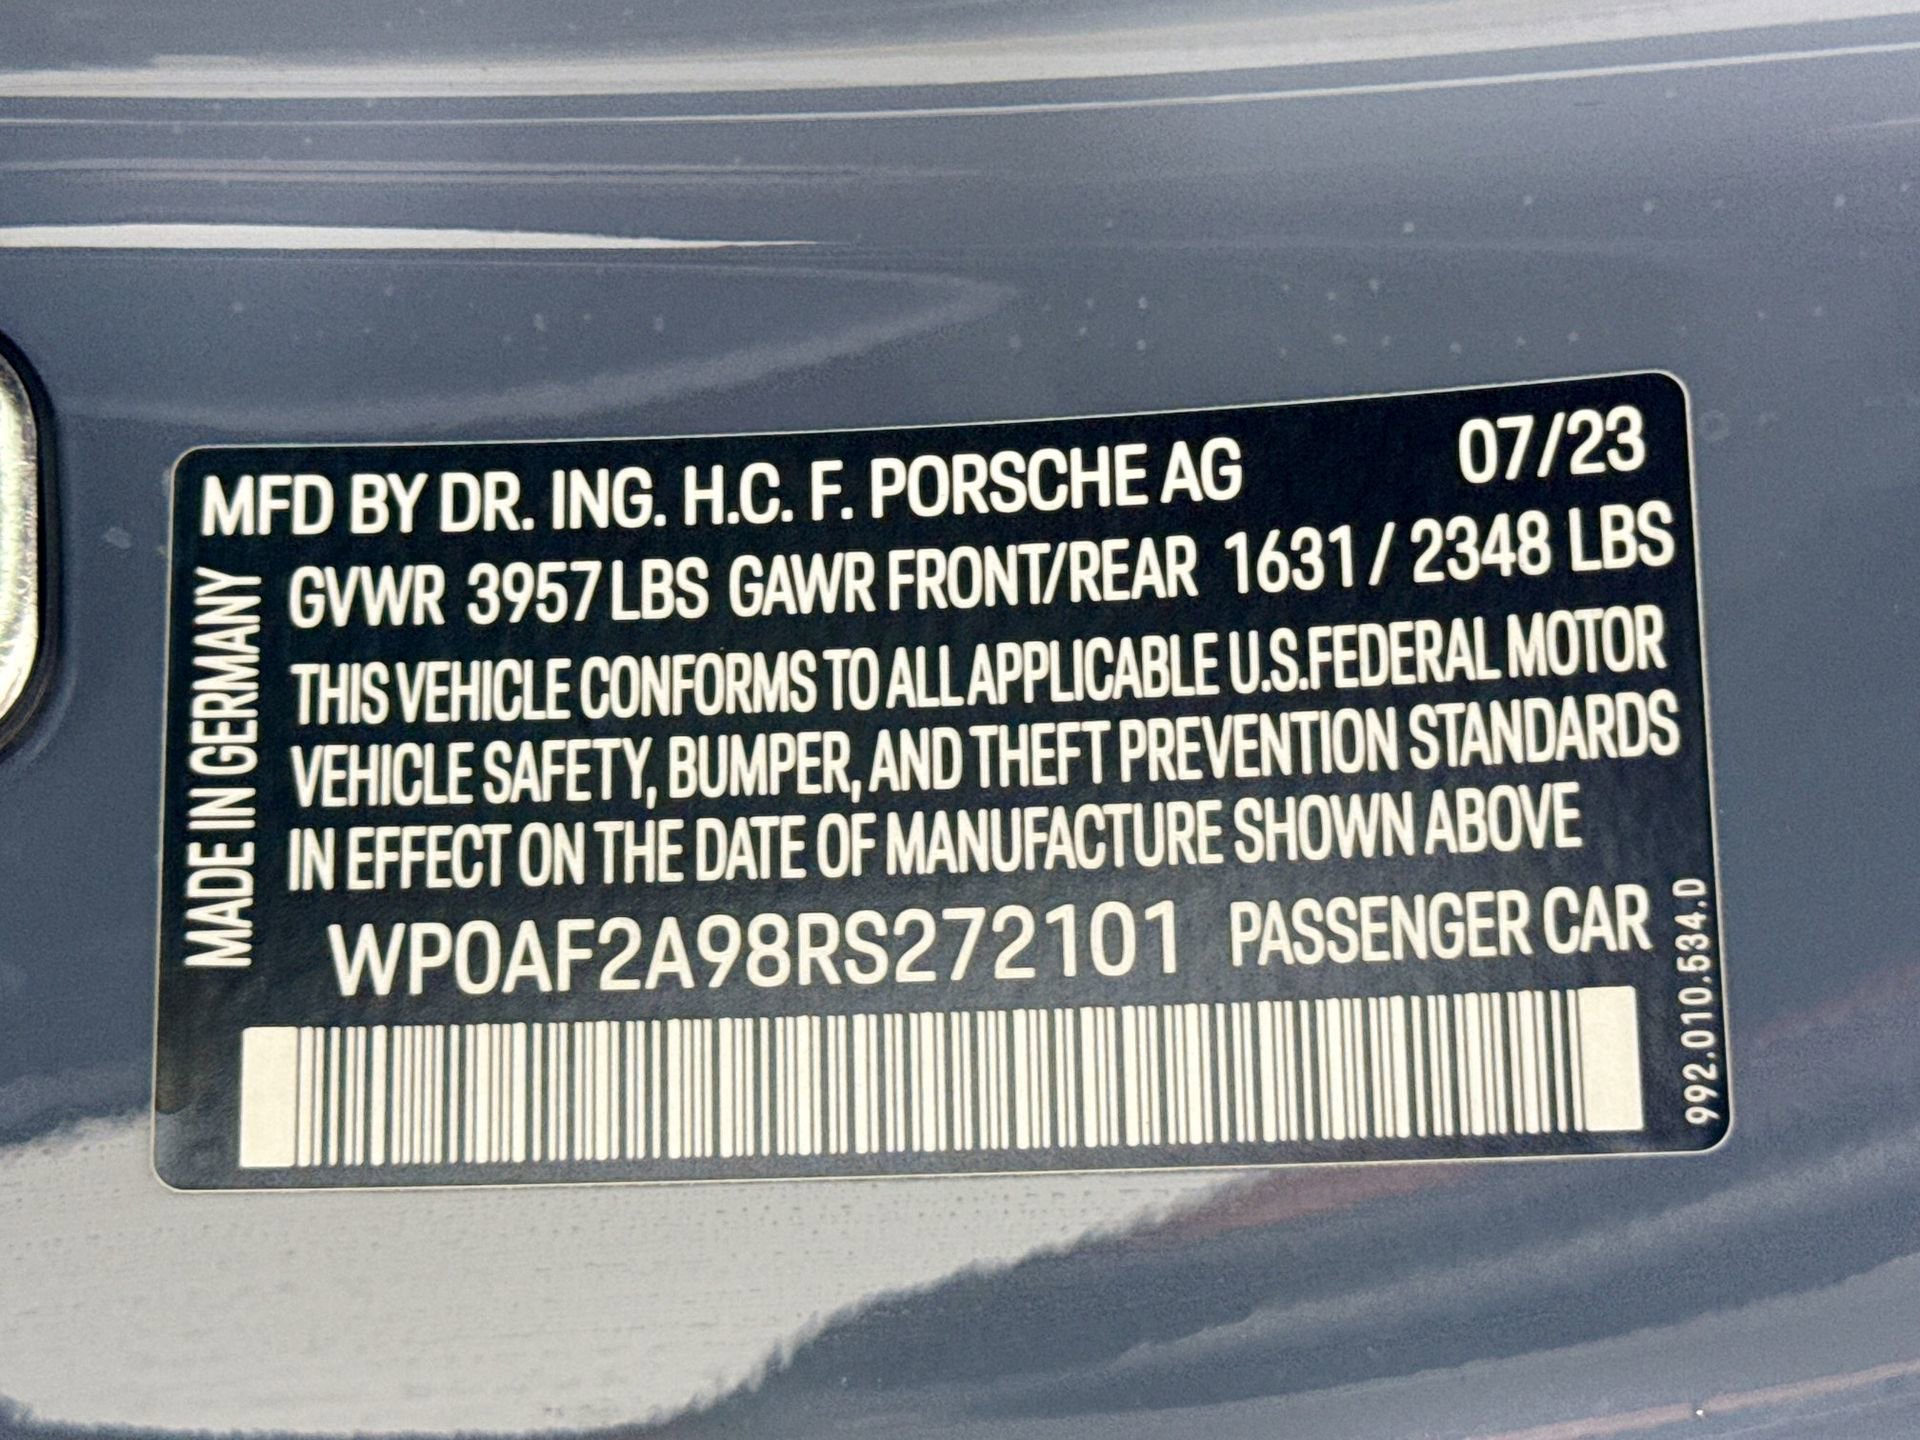 MFD BY DR. ING. H.C. F. PORSCHE AG 07/23
GVWR 3957 LBS GAWR FRONT/REAR 1631 / 2348 LBS
THIS VEHICLE CONFORMS TO ALL APPLICABLE U.S.FEDERAL MOTOR
VEHICLE SAFETY, BUMPER, AND THEFT PREVENTION STANDARDS
IN EFFECT ON THE DATE OF MANUFACTURE SHOWN ABOVE
WP0AF2A98RS272101 PASSENGER CAR
MADE IN GERMANY
992.010.534.D